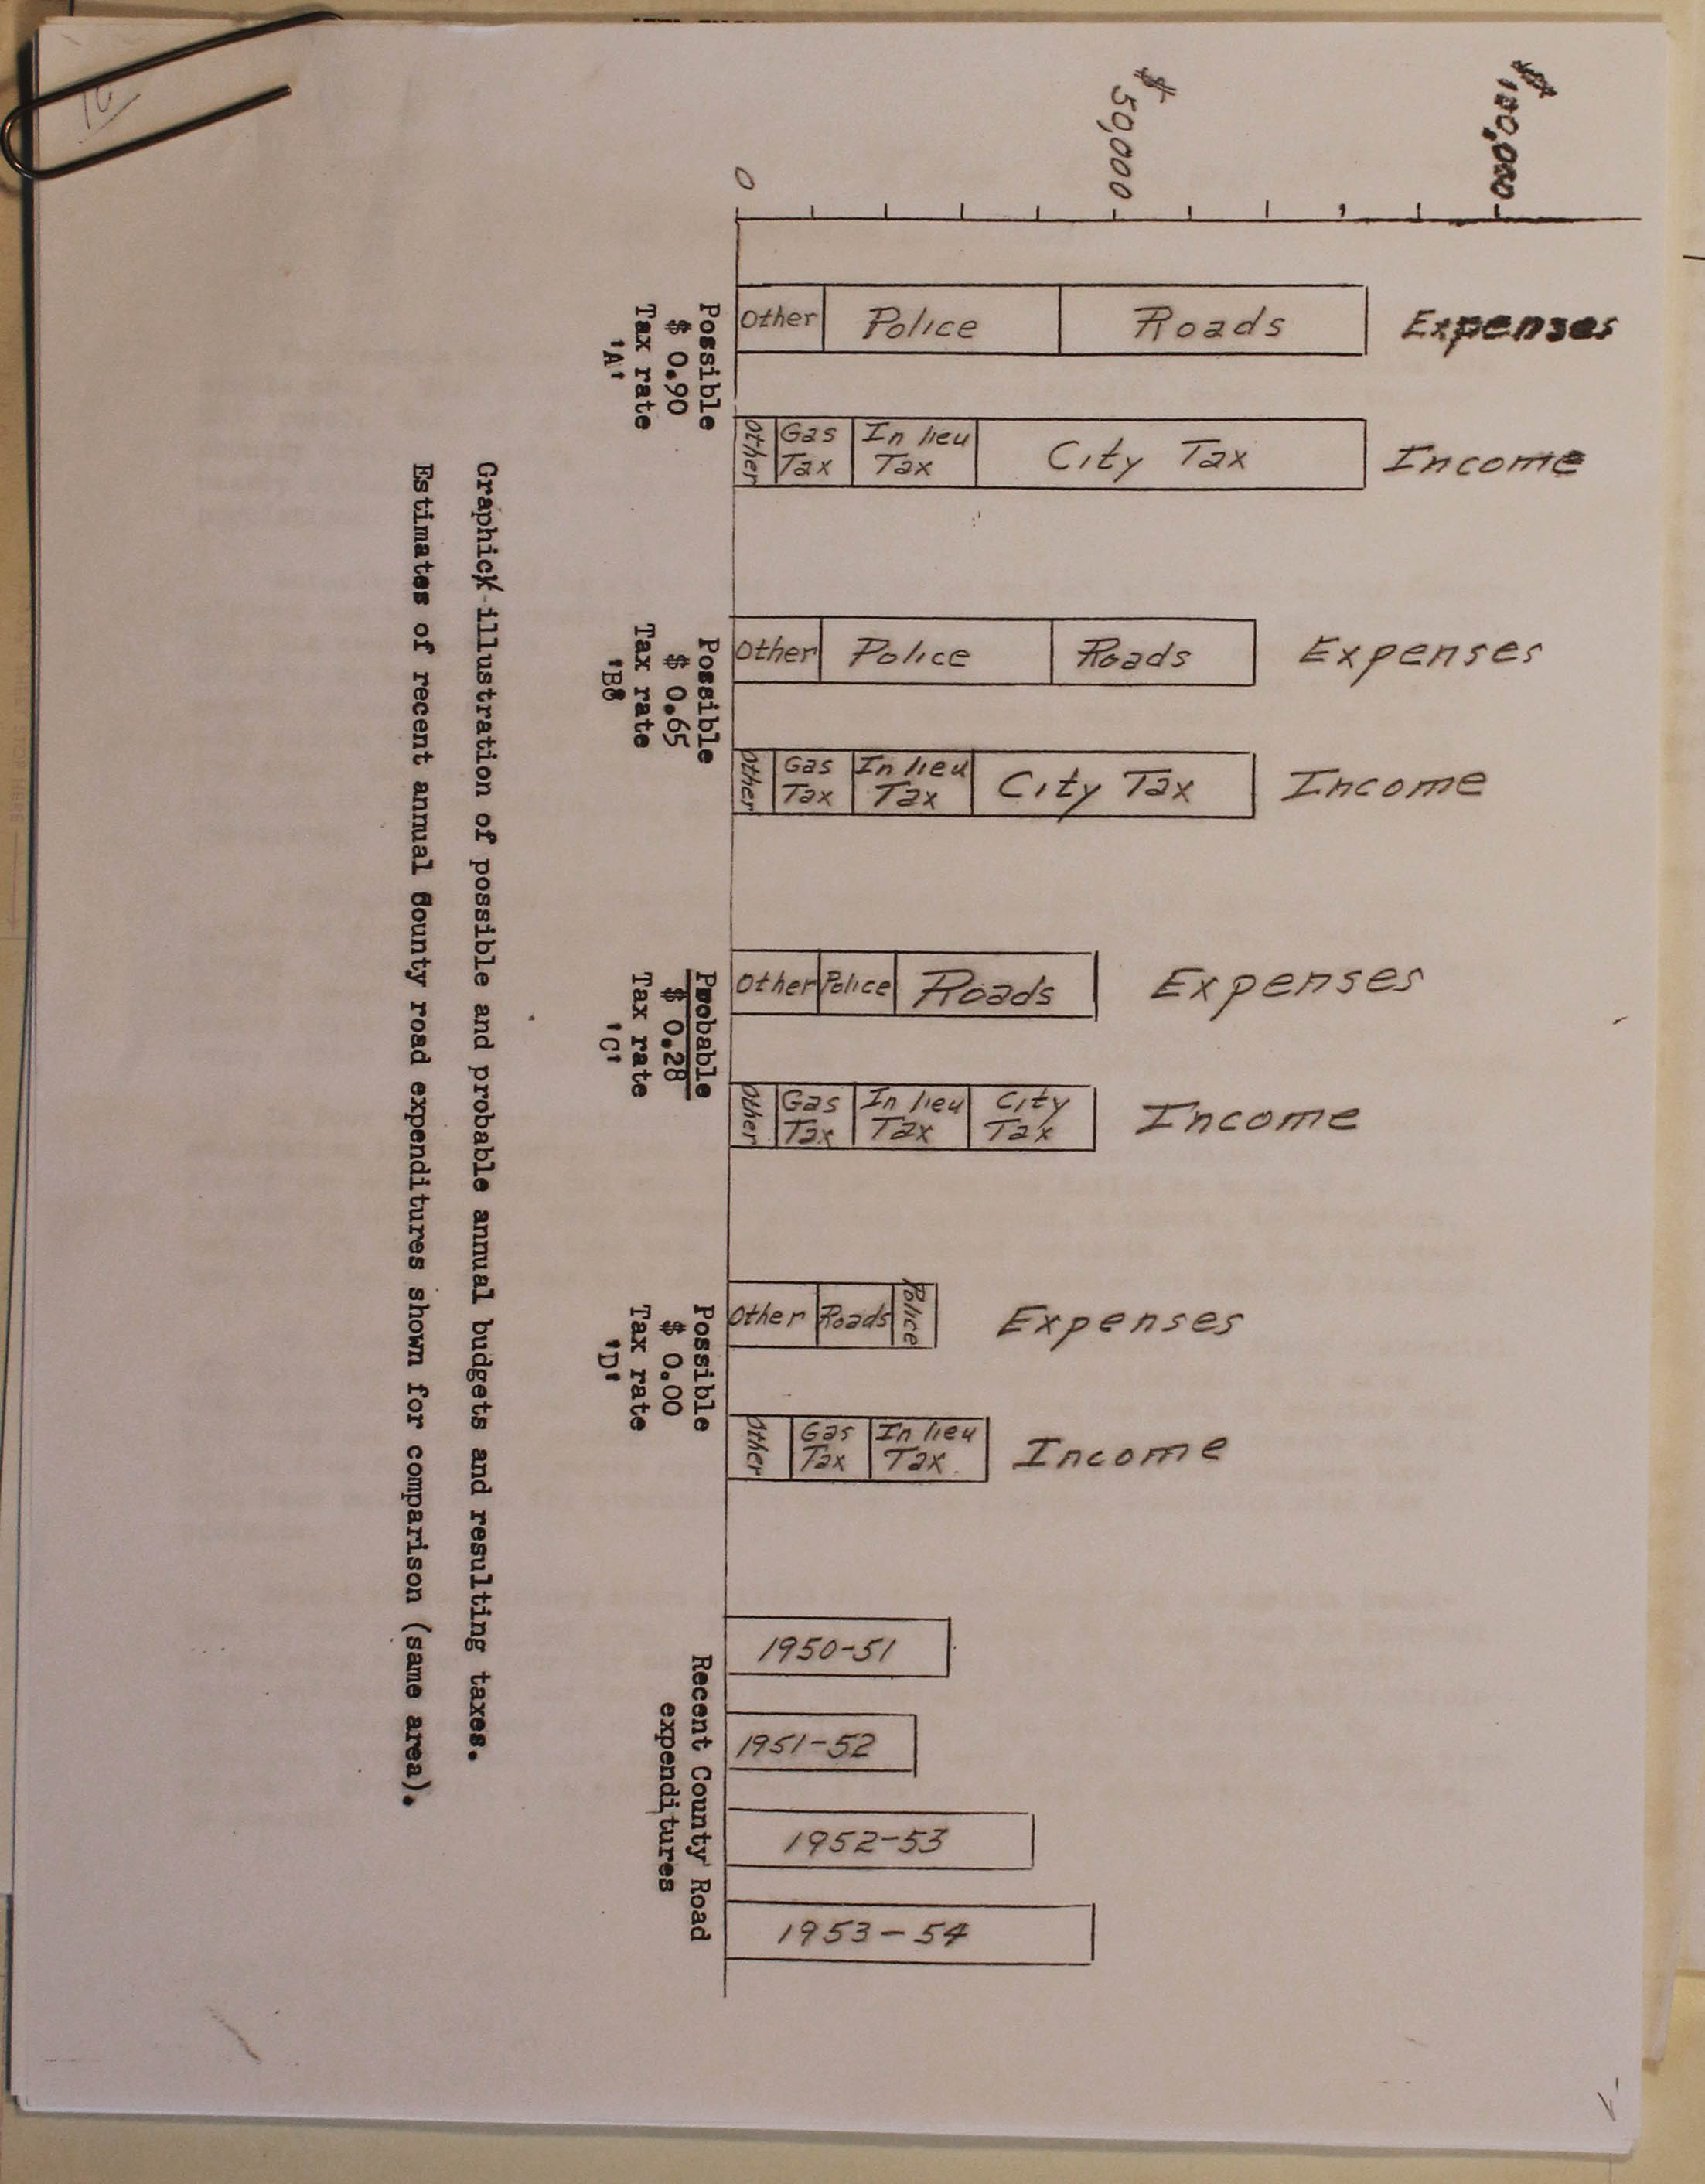 16
$ 50,000
$ 100,000
0
Other Police Roads Expenses
Other Gas Tax In lieu Tax City Tax Income
Possible
$ 0.90
Tax rate
'A'
Other Police Roads Expenses
Other Gas Tax In lieu Tax City Tax Income
Possible
$ 0.65
Tax rate
'B'
Other Police Roads Expenses
Other Gas Tax In lieu Tax City Tax Income
Probable
$ 0.28
Tax rate
'C'
Other Roads Police Expenses
Other Gas Tax In lieu Tax Income
Possible
$ 0.00
Tax rate
'D'
1950-51
1951-52
1952-53
1953-54
Recent County Road
expenditures
Graphic illustration of possible and probable annual budgets and resulting taxes.
Estimates of recent annual County road expenditures shown for comparison (same area).